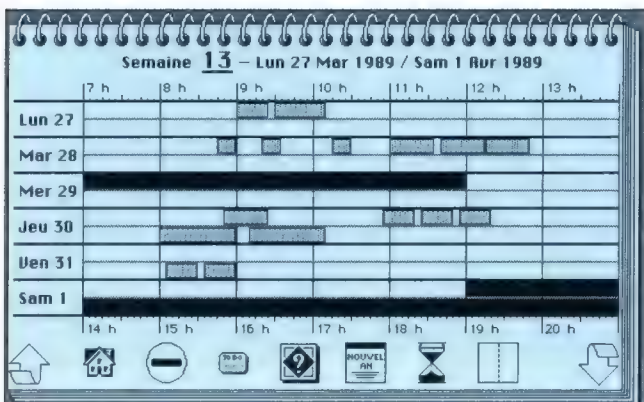 Semaine 13 – Lun 27 Mar 1989 / Sam 1 Avr 1989
7 h 8 h 9 h 10 h 11 h 12 h 13 h
Lun 27
Mar 28
Mer 29
Jeu 30
Ven 31
Sam 1
14 h 15 h 16 h 17 h 18 h 19 h 20 h
TO DO ? NOUVEL
AN